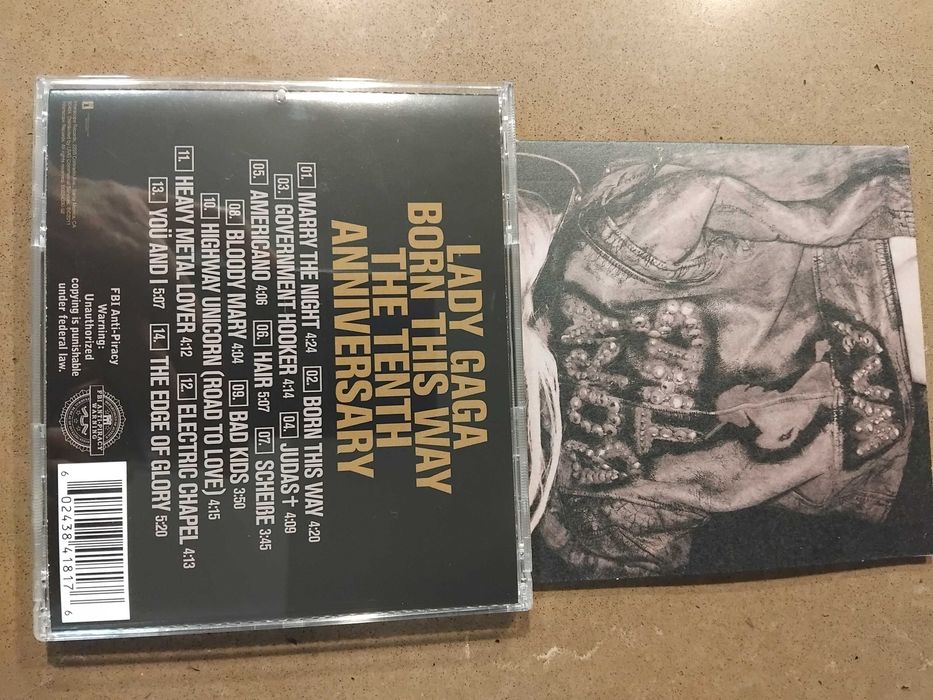 LADY GAGA
BORN THIS WAY
THE TENTH
ANNIVERSARY
01. MARRY THE NIGHT 4:24 02. BORN THIS WAY 4:20
03. GOVERNMENT HOOKER 4:14 04. JUDAS† 4:09
05. AMERICANO 4:06 06. HAIR 5:07 07. SCHEIßE 3:45
08. BLOODY MARY 4:04 09. BAD KIDS 3:50
10. HIGHWAY UNICORN (ROAD TO LOVE) 4:15
11. HEAVY METAL LOVER 4:12 12. ELECTRIC CHAPEL 4:13
13. YOÜ AND I 5:07 14. THE EDGE OF GLORY 5:20
FBI Anti-Piracy
Warning:
Unauthorized
copying is punishable
under federal law.
FBI ANTI-PIRACY
WARNING
6 02438 41817 6